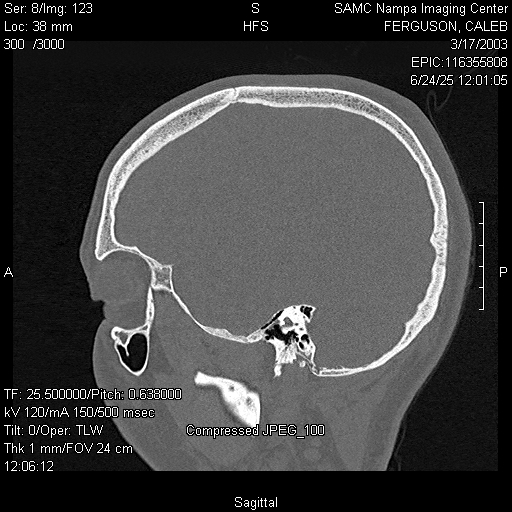 Ser: 8/Img: 123
Loc: 38 mm
300 /3000
S
HFS
SAMC Nampa Imaging Center
FERGUSON, CALEB
3/17/2003
EPIC:116355808
6/24/25 12:01:05
A
P
TF: 25.500000/Pitch: 0.638000
kV 120/mA 150/500 msec
Tilt: 0/Oper: TLW
Thk 1 mm/FOV 24 cm
12:06:12
Compressed JPEG_100
Sagittal